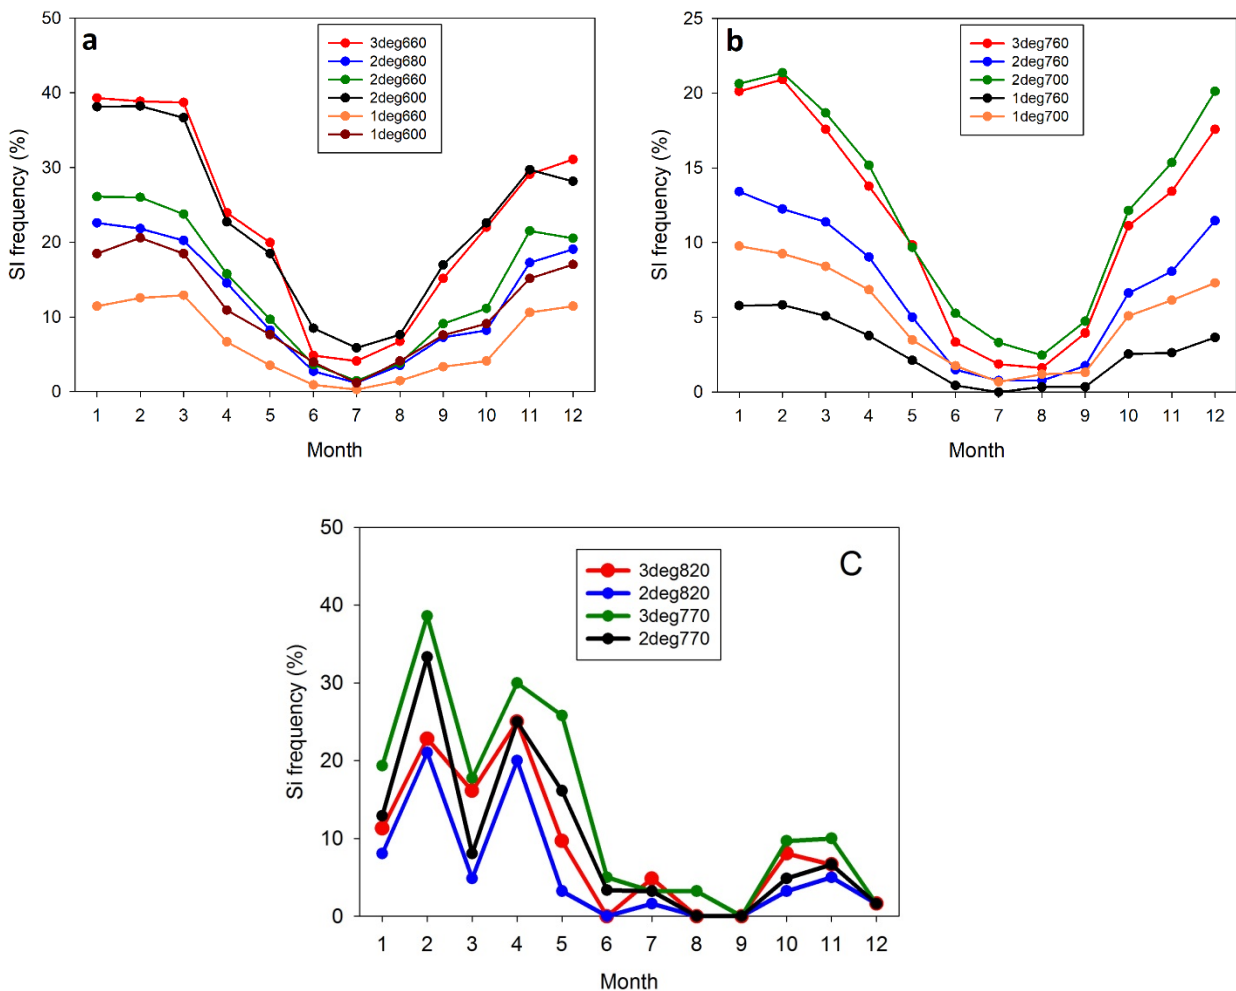 a
3deg660
2deg680
2deg660
2deg600
1deg660
1deg600
SI frequency (%)
50
40
30
20
10
0
1 2 3 4 5 6 7 8 9 10 11 12
Month
b
3deg760
2deg760
2deg700
1deg760
1deg700
SI frequency (%)
25
20
15
10
5
0
1 2 3 4 5 6 7 8 9 10 11 12
Month
C
3deg820
2deg820
3deg770
2deg770
SI frequency (%)
50
40
30
20
10
0
1 2 3 4 5 6 7 8 9 10 11 12
Month